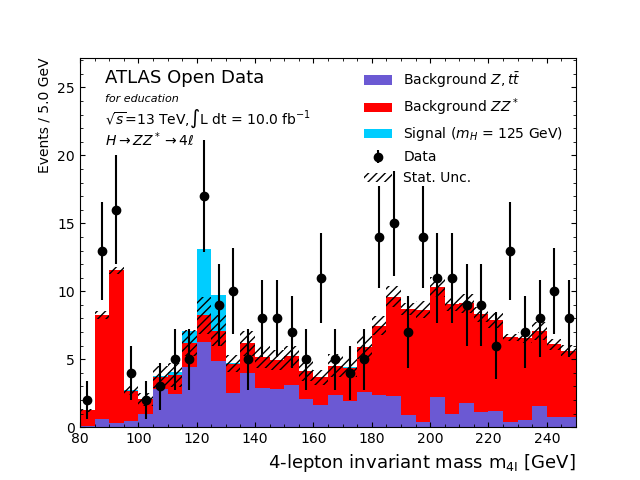 ATLAS Open Data
for education
√s=13 TeV,∫L dt = 10.0 fb⁻¹
H → ZZ* → 4ℓ
Background Z, tt̄
Background ZZ*
Signal (m_H = 125 GeV)
Data
Stat. Unc.
Events / 5.0 GeV
25
20
15
10
5
0
80 100 120 140 160 180 200 220 240
4-lepton invariant mass m_4l [GeV]